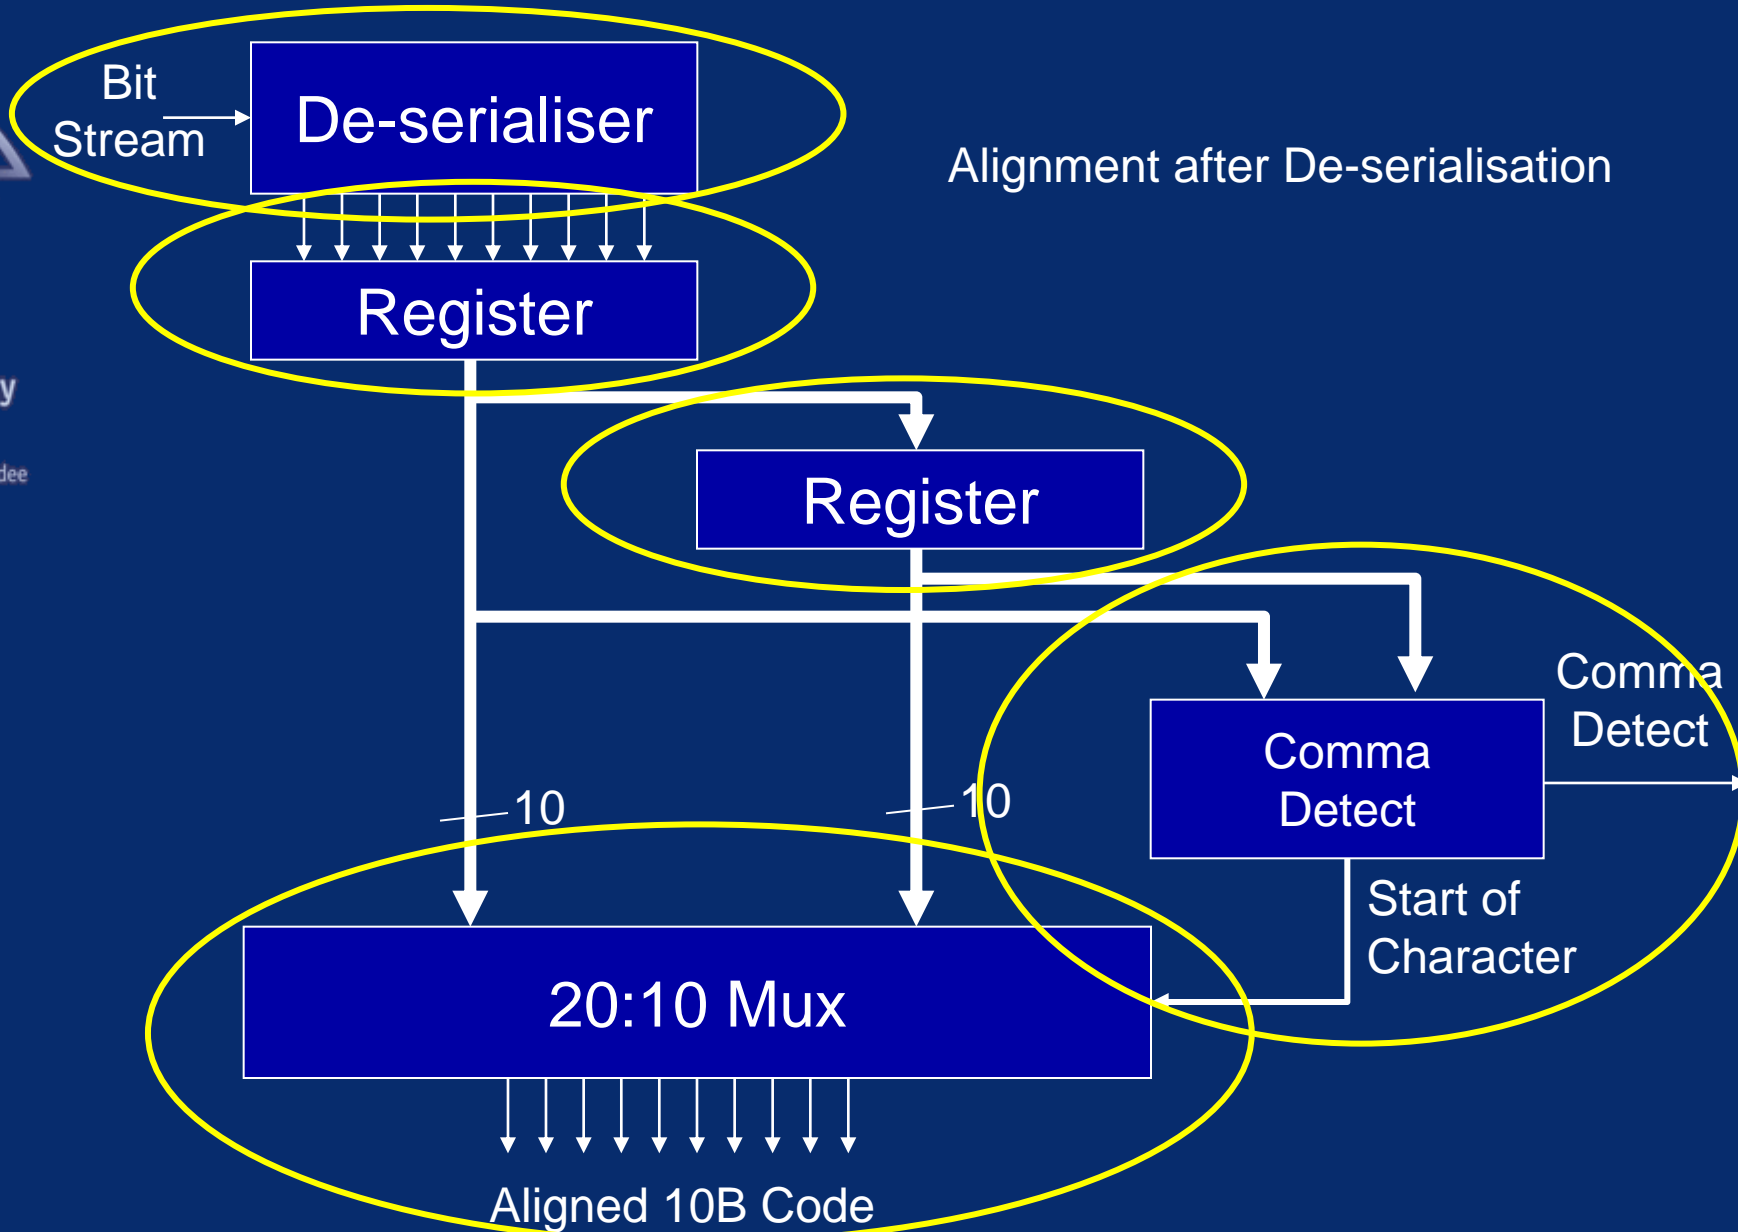 Bit
Stream
De-serialiser
Alignment after De-serialisation
Register
Register
Comma
Detect
Comma
Detect
10
10
Start of
Character
20:10 Mux
Aligned 10B Code